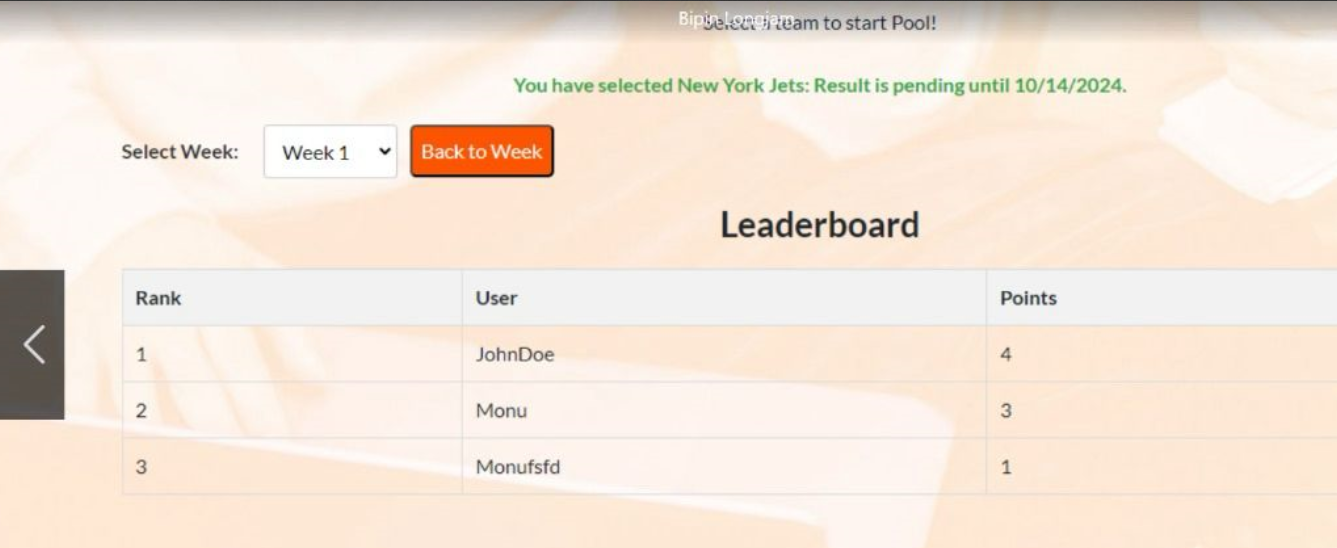 Bipin Longjam
Select a team to start Pool!
You have selected New York Jets: Result is pending until 10/14/2024.
Select Week: Week 1 Back to Week
Leaderboard
Rank User Points
1 JohnDoe 4
2 Monu 3
3 Monufsfd 1